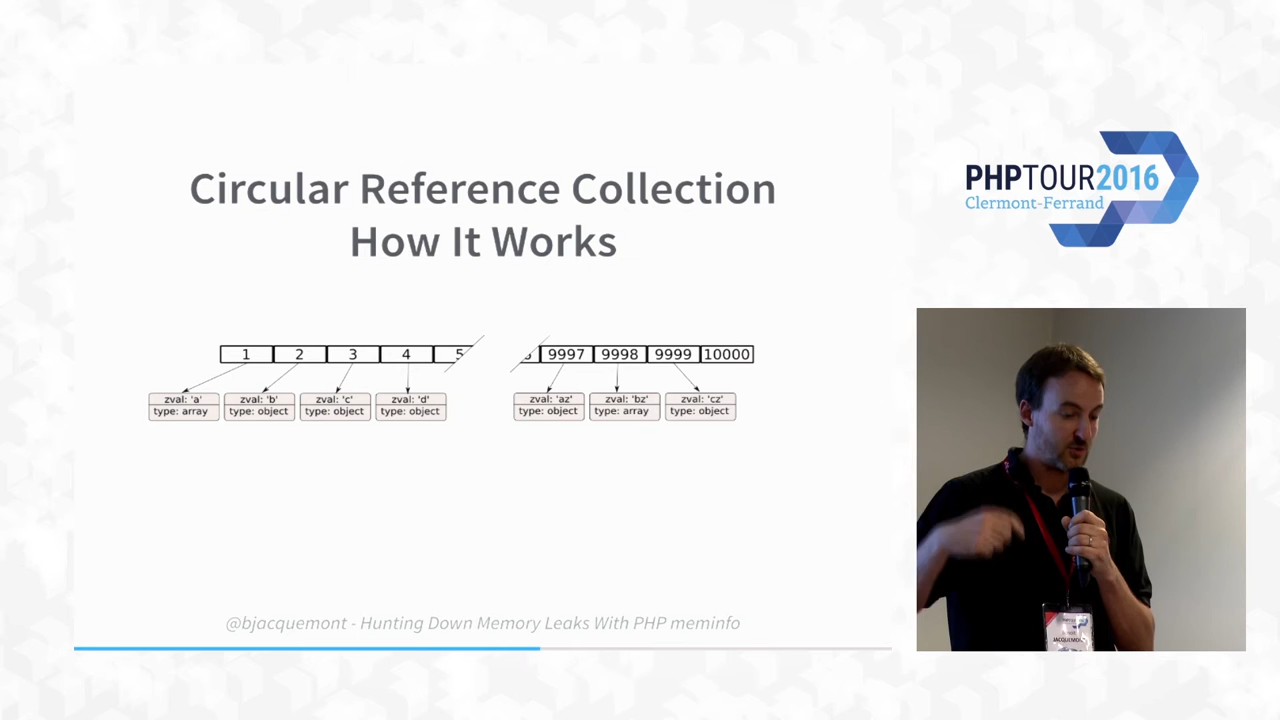 Circular Reference Collection
How It Works
1 2 3 4 5
9997 9998 9999 10000
zval: 'a'
type: array
zval: 'b'
type: object
zval: 'c'
type: object
zval: 'd'
type: object
zval: 'az'
type: object
zval: 'bz'
type: array
zval: 'cz'
type: object
@bjacquemont - Hunting Down Memory Leaks With PHP meminfo
PHPTOUR2016
Clermont-Ferrand